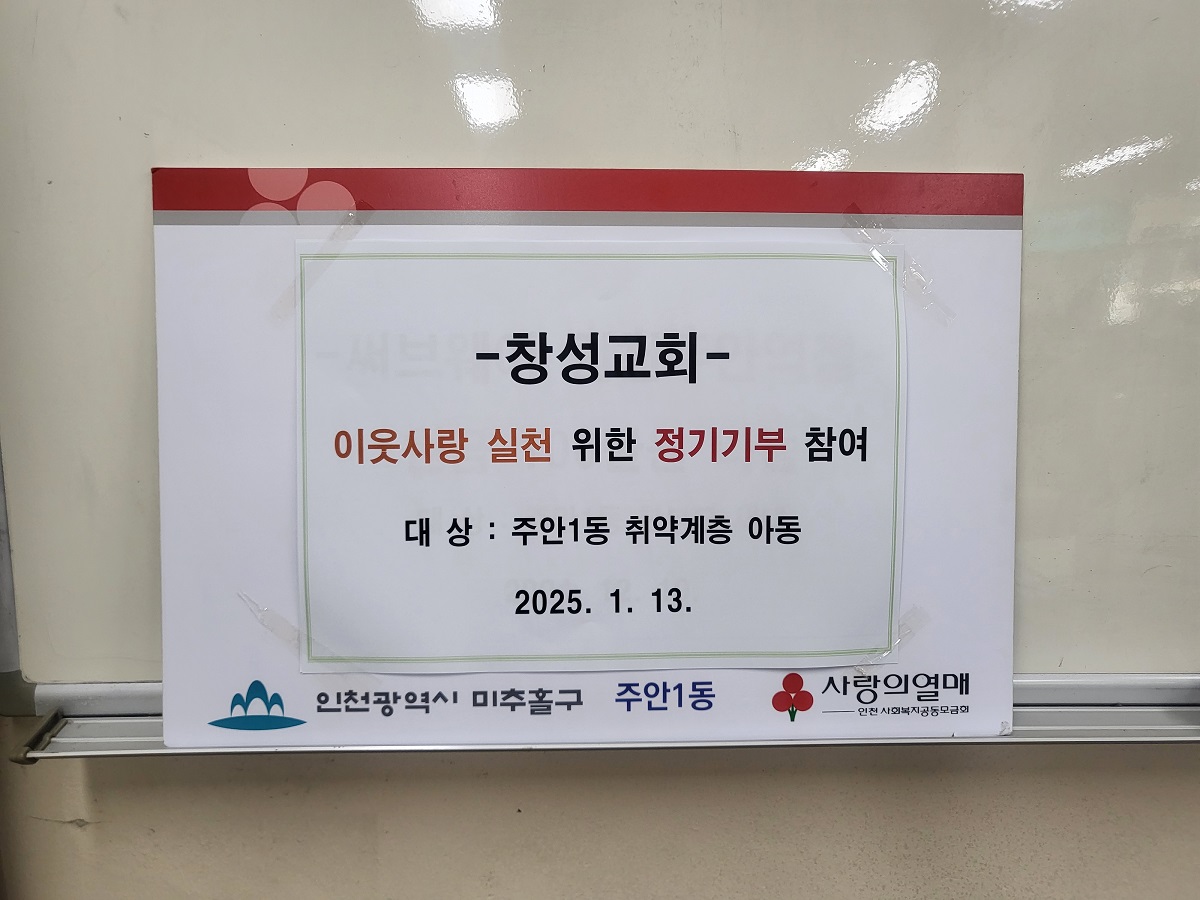 -창성교회-
이웃사랑 실천 위한 정기기부 참여
대 상 : 주안1동 취약계층 아동
2025. 1. 13.
인천광역시 미추홀구 주안1동
사랑의열매
인천 사회복지공동모금회